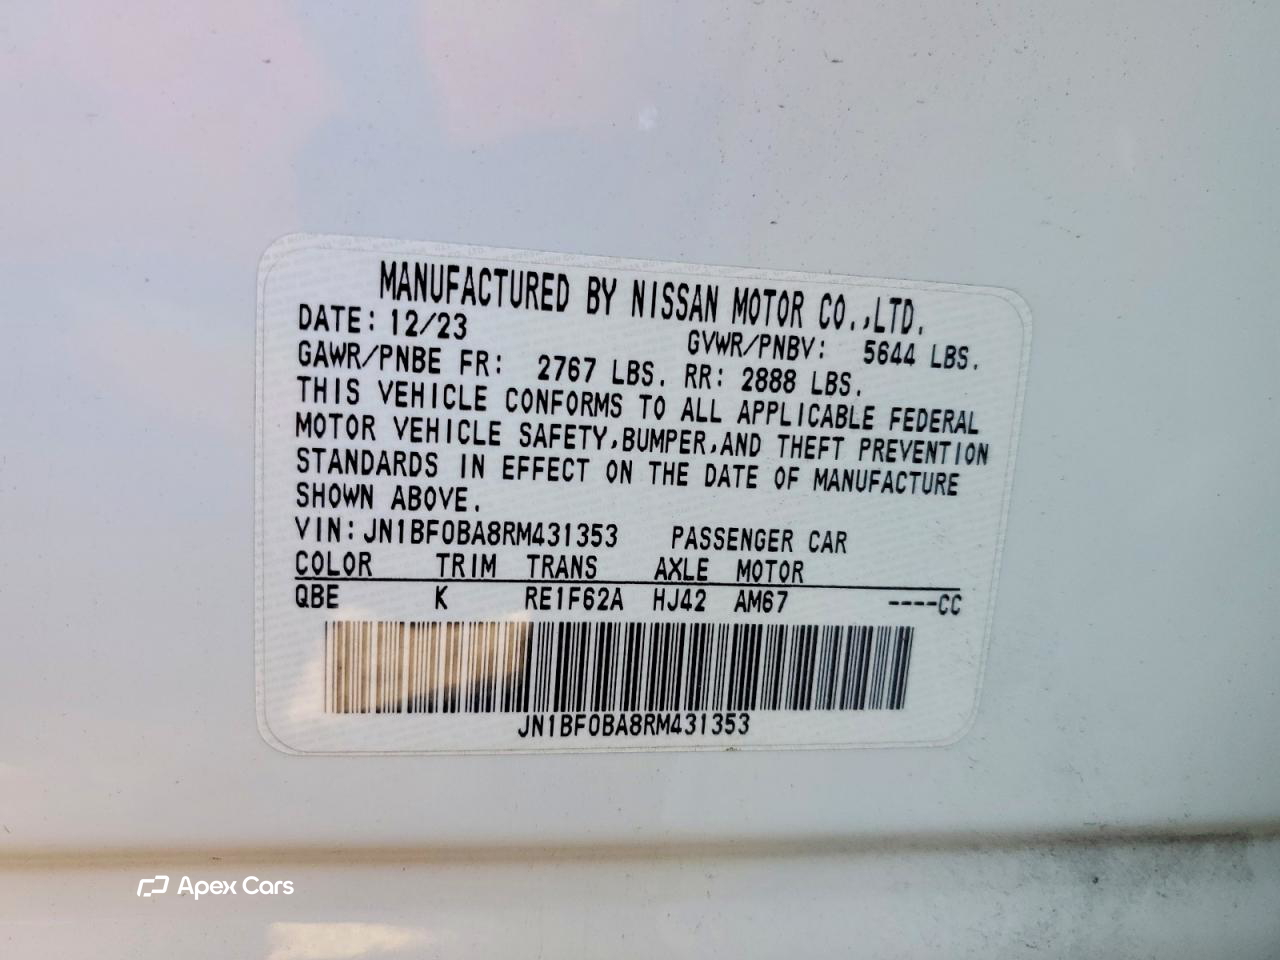 MANUFACTURED BY NISSAN MOTOR CO.,LTD.
DATE: 12/23 GVWR/PNBV: 5644 LBS.
GAWR/PNBE FR: 2767 LBS. RR: 2888 LBS.
THIS VEHICLE CONFORMS TO ALL APPLICABLE FEDERAL
MOTOR VEHICLE SAFETY,BUMPER,AND THEFT PREVENTION
STANDARDS IN EFFECT ON THE DATE OF MANUFACTURE
SHOWN ABOVE.
VIN: JN1BF0BA8RM431353 PASSENGER CAR
COLOR TRIM TRANS AXLE MOTOR
QBE K RE1F62A HJ42 AM67 ----CC
JN1BF0BA8RM431353
Apex Cars